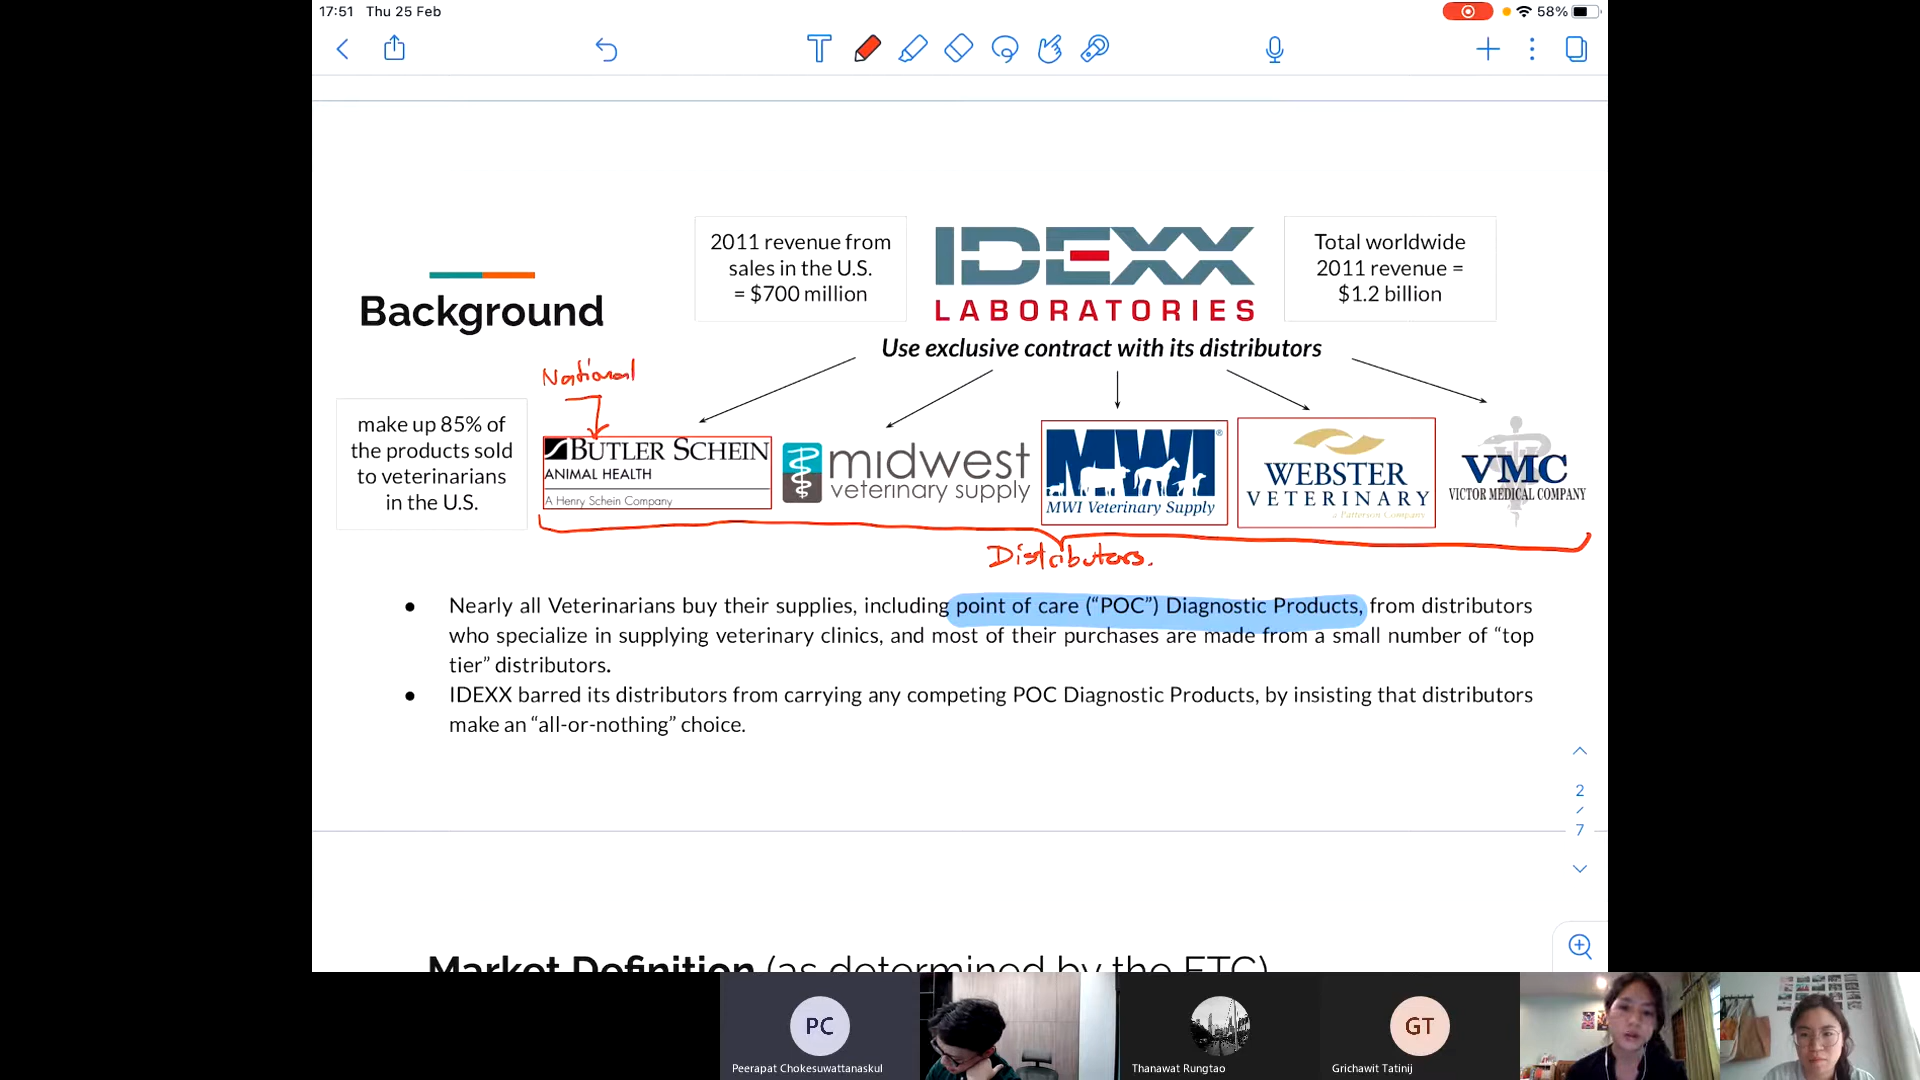 17:51 Thu 25 Feb
58%
2011 revenue from
sales in the U.S.
= $700 million
IDEXX
LABORATORIES
Total worldwide
2011 revenue =
$1.2 billion
Background
Use exclusive contract with its distributors
National
make up 85% of
the products sold
to veterinarians
in the U.S.
BUTLER SCHEIN
ANIMAL HEALTH
A Henry Schein Company
midwest
veterinary supply
MWI®
MWI Veterinary Supply
WEBSTER
VETERINARY
a Patterson Company
VMC
VICTOR MEDICAL COMPANY
Distributors.
● Nearly all Veterinarians buy their supplies, including point of care (“POC”) Diagnostic Products, from distributors
who specialize in supplying veterinary clinics, and most of their purchases are made from a small number of “top
tier” distributors.
● IDEXX barred its distributors from carrying any competing POC Diagnostic Products, by insisting that distributors
make an “all-or-nothing” choice.
2
/
7
Market Definition (as determined by the FTC)
PC
Peerapat Chokesuwattanaskul
Thanawat Rungtao
GT
Grichawit Tatinij